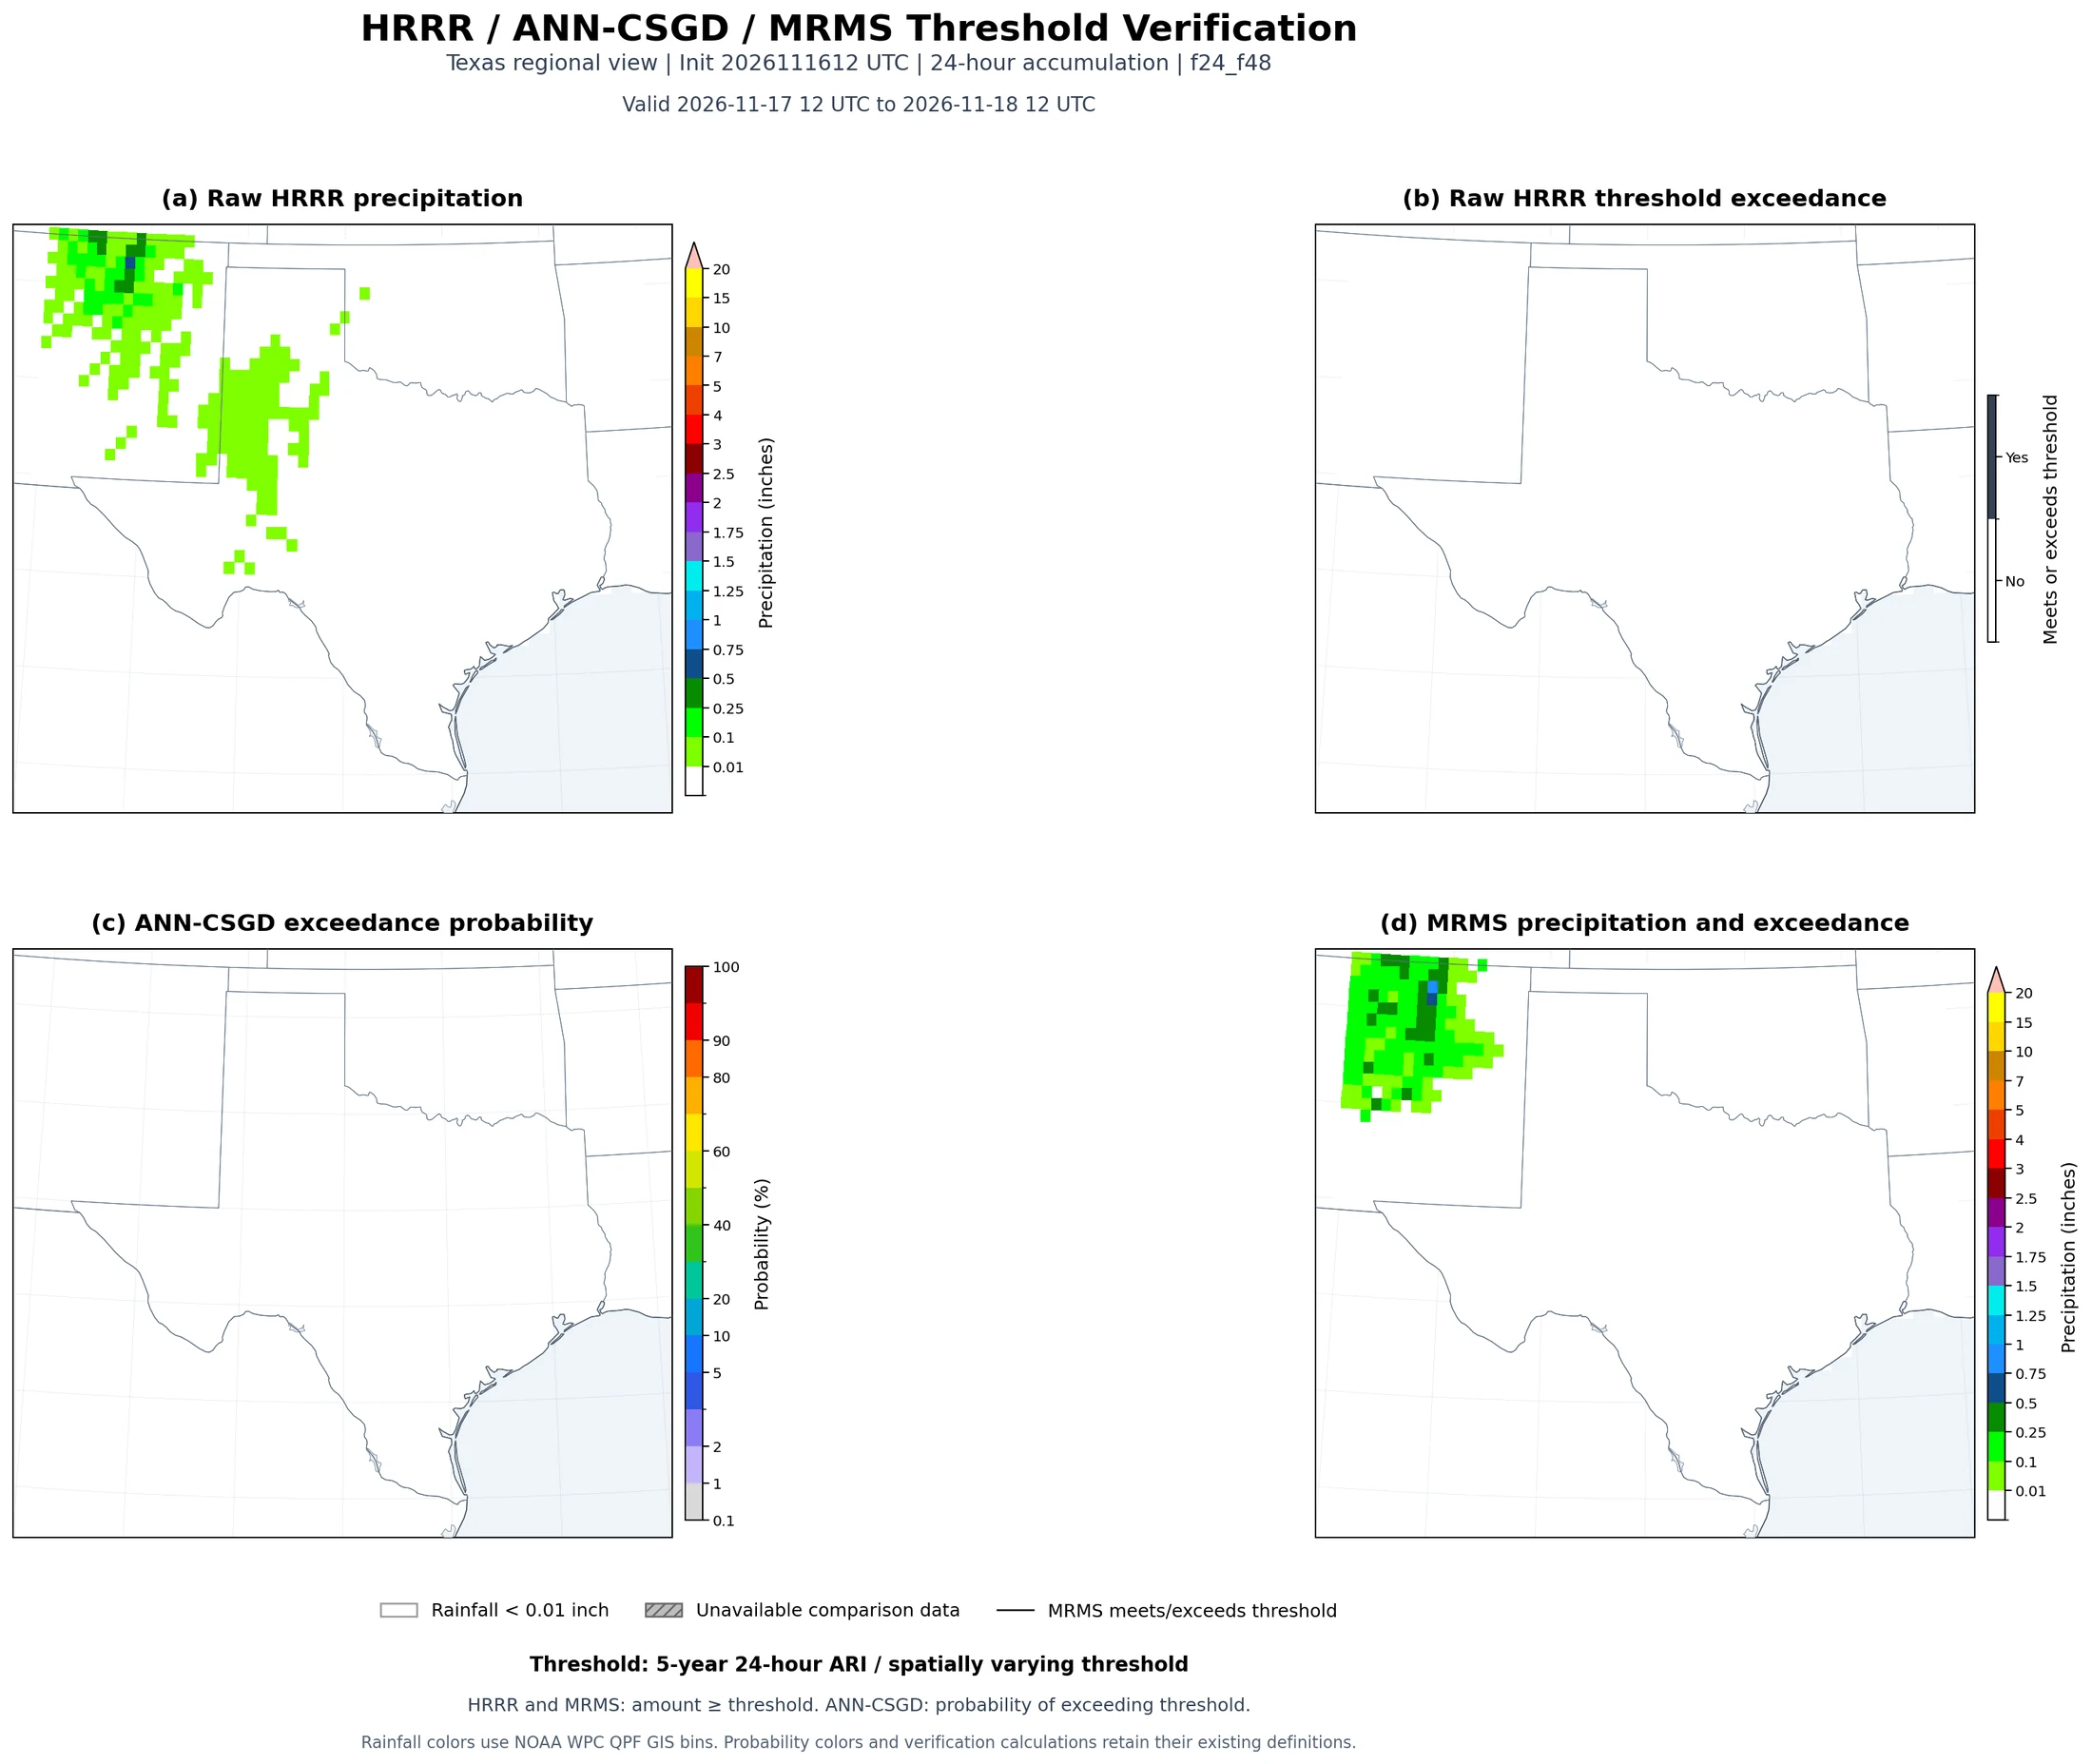 HRRR / ANN-CSGD / MRMS Threshold Verification
Texas regional view | Init 2026111612 UTC | 24-hour accumulation | f24_f48
Valid 2026-11-17 12 UTC to 2026-11-18 12 UTC
(a) Raw HRRR precipitation
20
15
10
7
5
4
3
2.5
2
1.75
1.5
1.25
1
0.75
0.5
0.25
0.1
0.01
Precipitation (inches)
(b) Raw HRRR threshold exceedance
Yes
No
Meets or exceeds threshold
(c) ANN-CSGD exceedance probability
100
90
80
60
40
20
10
5
2
1
0.1
Probability (%)
(d) MRMS precipitation and exceedance
20
15
10
7
5
4
3
2.5
2
1.75
1.5
1.25
1
0.75
0.5
0.25
0.1
0.01
Precipitation (inches)
Rainfall < 0.01 inch
Unavailable comparison data
MRMS meets/exceeds threshold
Threshold: 5-year 24-hour ARI / spatially varying threshold
HRRR and MRMS: amount ≥ threshold. ANN-CSGD: probability of exceeding threshold.
Rainfall colors use NOAA WPC QPF GIS bins. Probability colors and verification calculations retain their existing definitions.